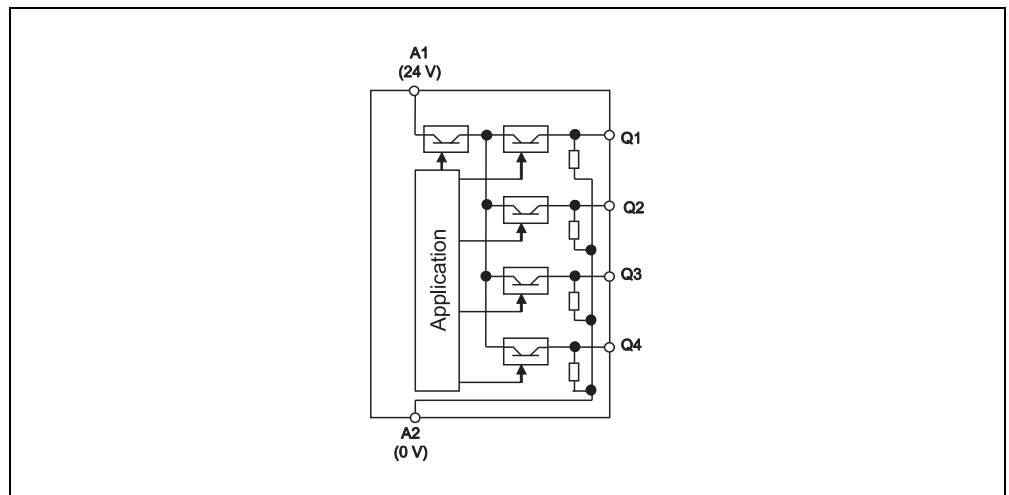 A1
(24 V)
Q1
Q2
Application
Q3
Q4
A2
(0 V)